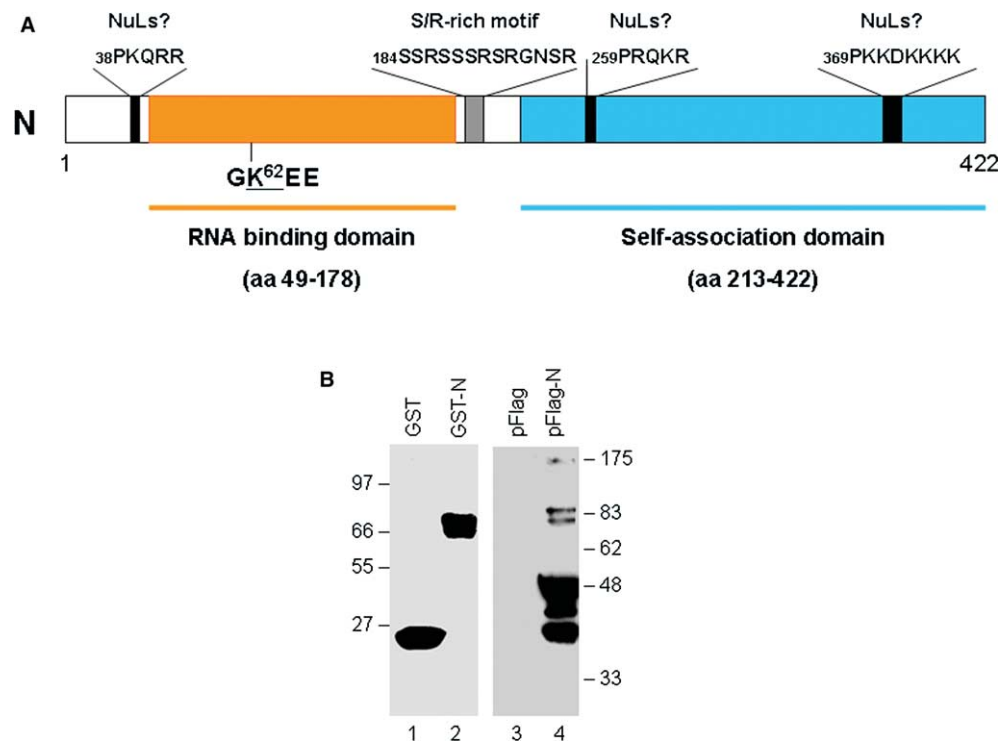 A
NuLs?
S/R-rich motif
NuLs?
NuLs?
38PKQRR
184SSRSSSRSRGNSR
259PRQKR
369PKKDKKKK
N
1
422
GK62EE
RNA binding domain
Self-association domain
(aa 49-178)
(aa 213-422)
B
GST
GST-N
pFlag
pFlag-N
97
66
55
27
175
83
62
48
33
1 2 3 4